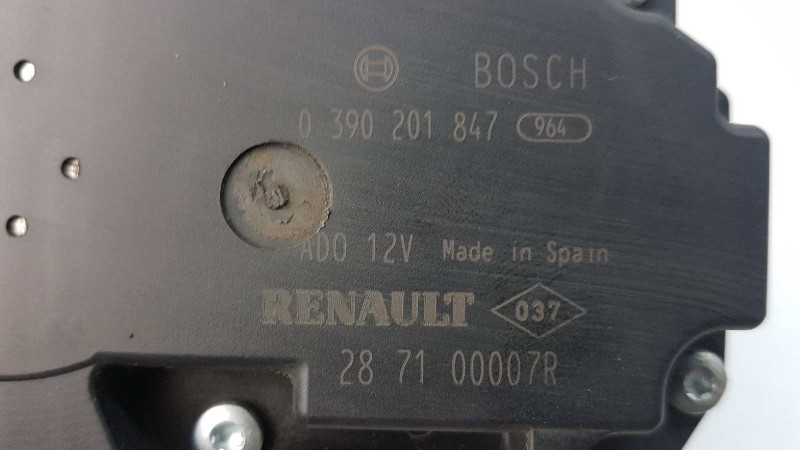 BOSCH
0 390 201 847 964
ADO 12V Made in Spain
RENAULT 037
28 71 00007R